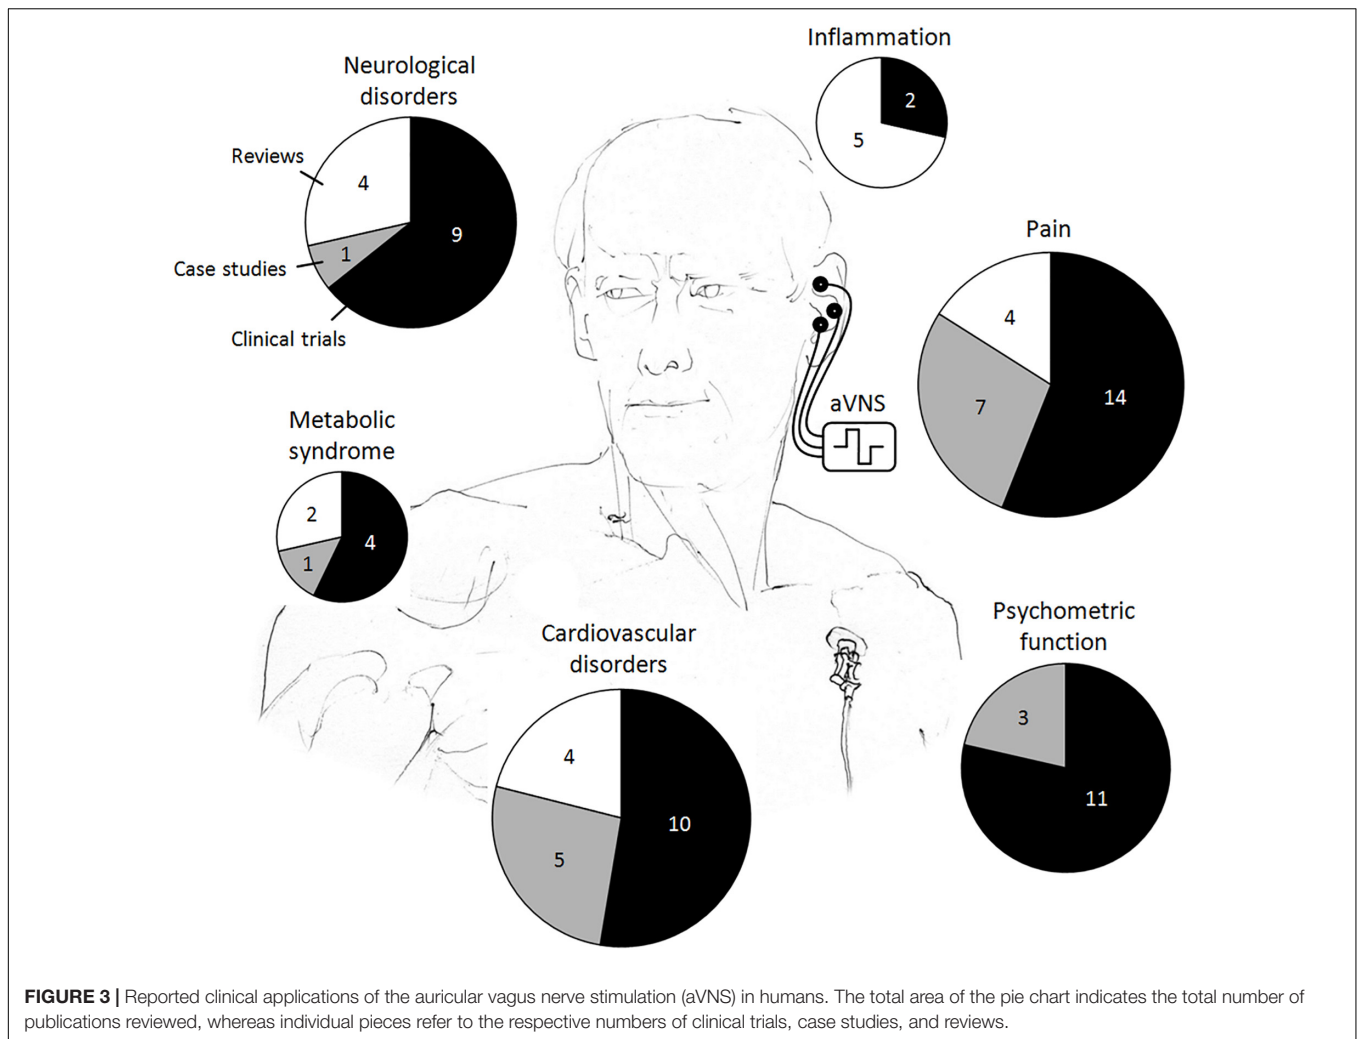 Inflammation
2
5
Neurological
disorders
Reviews
4
9
1
Case studies
Clinical trials
Pain
4
14
7
aVNS
Metabolic
syndrome
2
4
1
Cardiovascular
disorders
4
10
5
Psychometric
function
3
11
FIGURE 3 | Reported clinical applications of the auricular vagus nerve stimulation (aVNS) in humans. The total area of the pie chart indicates the total number of
publications reviewed, whereas individual pieces refer to the respective numbers of clinical trials, case studies, and reviews.